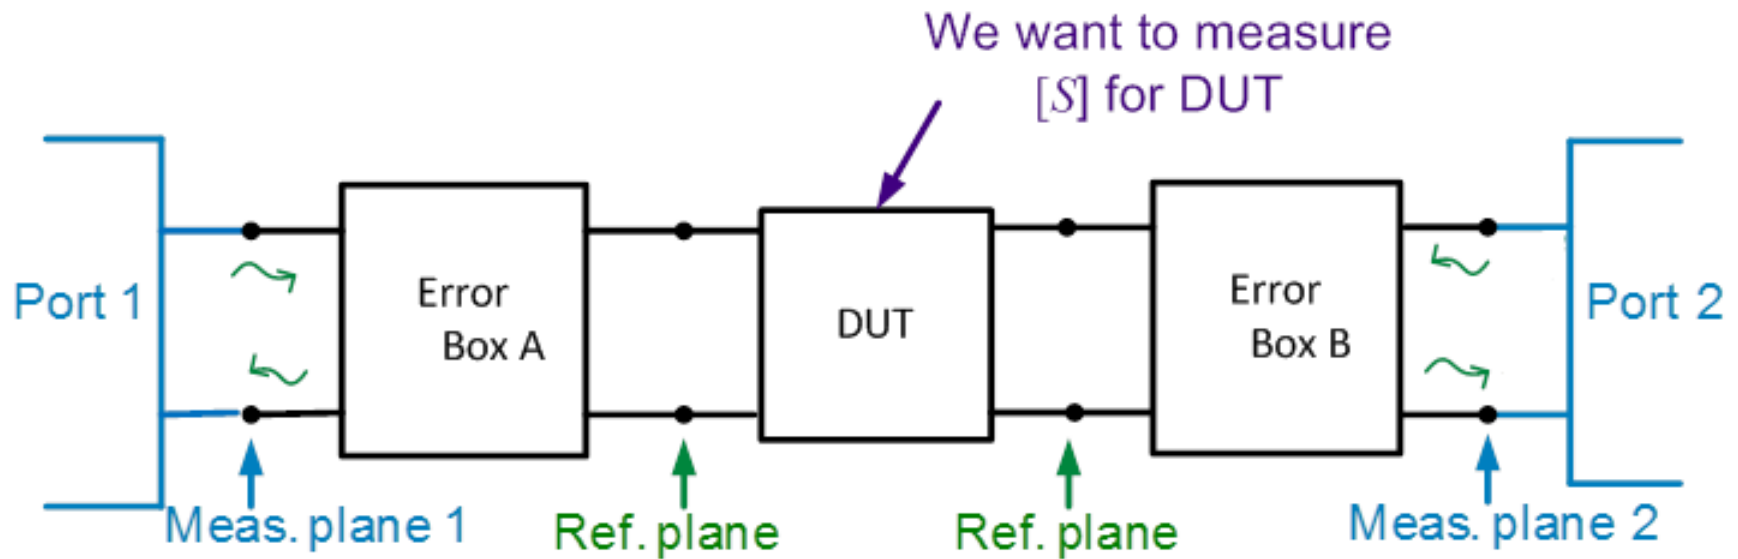 We want to measure
[S] for DUT
Port 1
Error
Box A
DUT
Error
Box B
Port 2
Meas. plane 1
Ref. plane
Ref. plane
Meas. plane 2